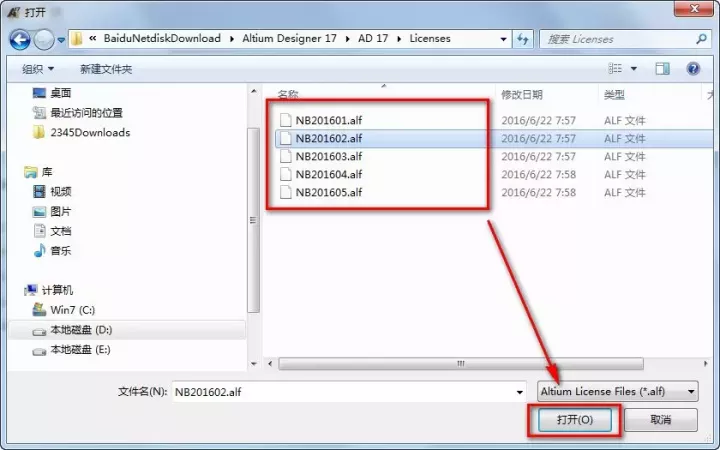 打开
« BaiduNetdiskDownload ▸ Altium Designer 17 ▸ AD 17 ▸ Licenses
搜索 Licenses
组织 新建文件夹
桌面
最近访问的位置
2345Downloads
库
视频
图片
文档
音乐
计算机
Win7 (C:)
本地磁盘 (D:)
本地磁盘 (E:)
名称 修改日期 类型 大
NB201601.alf 2016/6/22 7:57 ALF 文件
NB201602.alf 2016/6/22 7:57 ALF 文件
NB201603.alf 2016/6/22 7:57 ALF 文件
NB201604.alf 2016/6/22 7:58 ALF 文件
NB201605.alf 2016/6/22 7:58 ALF 文件
文件名(N): NB201602.alf Altium License Files (*.alf)
打开(O) 取消